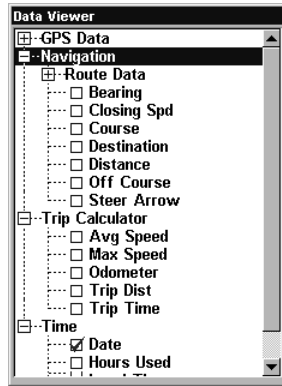 Data Viewer
GPS Data
Navigation
Route Data
Bearing
Closing Spd
Course
Destination
Distance
Off Course
Steer Arrow
Trip Calculator
Avg Speed
Max Speed
Odometer
Trip Dist
Trip Time
Time
Date
Hours Used